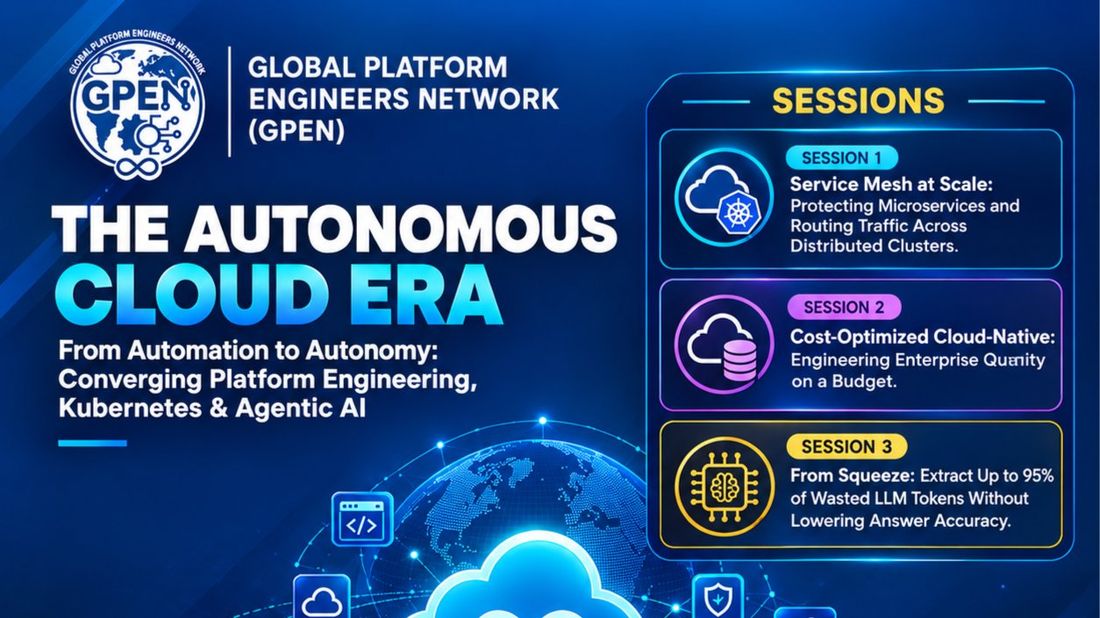 GLOBAL PLATFORM ENGINEERS NETWORK
GPEN
GLOBAL PLATFORM
ENGINEERS NETWORK
(GPEN)
THE AUTONOMOUS
CLOUD ERA
From Automation to Autonomy:
Converging Platform Engineering,
Kubernetes & Agentic AI
</>
SESSIONS
SESSION 1
Service Mesh at Scale:
Protecting Microservices and
Routing Traffic Across
Distributed Clusters.
SESSION 2
Cost-Optimized Cloud-Native:
Engineering Enterprise
on a Budget.
SESSION 3
From Squeeze: Extract Up to 95%
of Wasted LLM Tokens Without
Lowering Answer Accuracy.